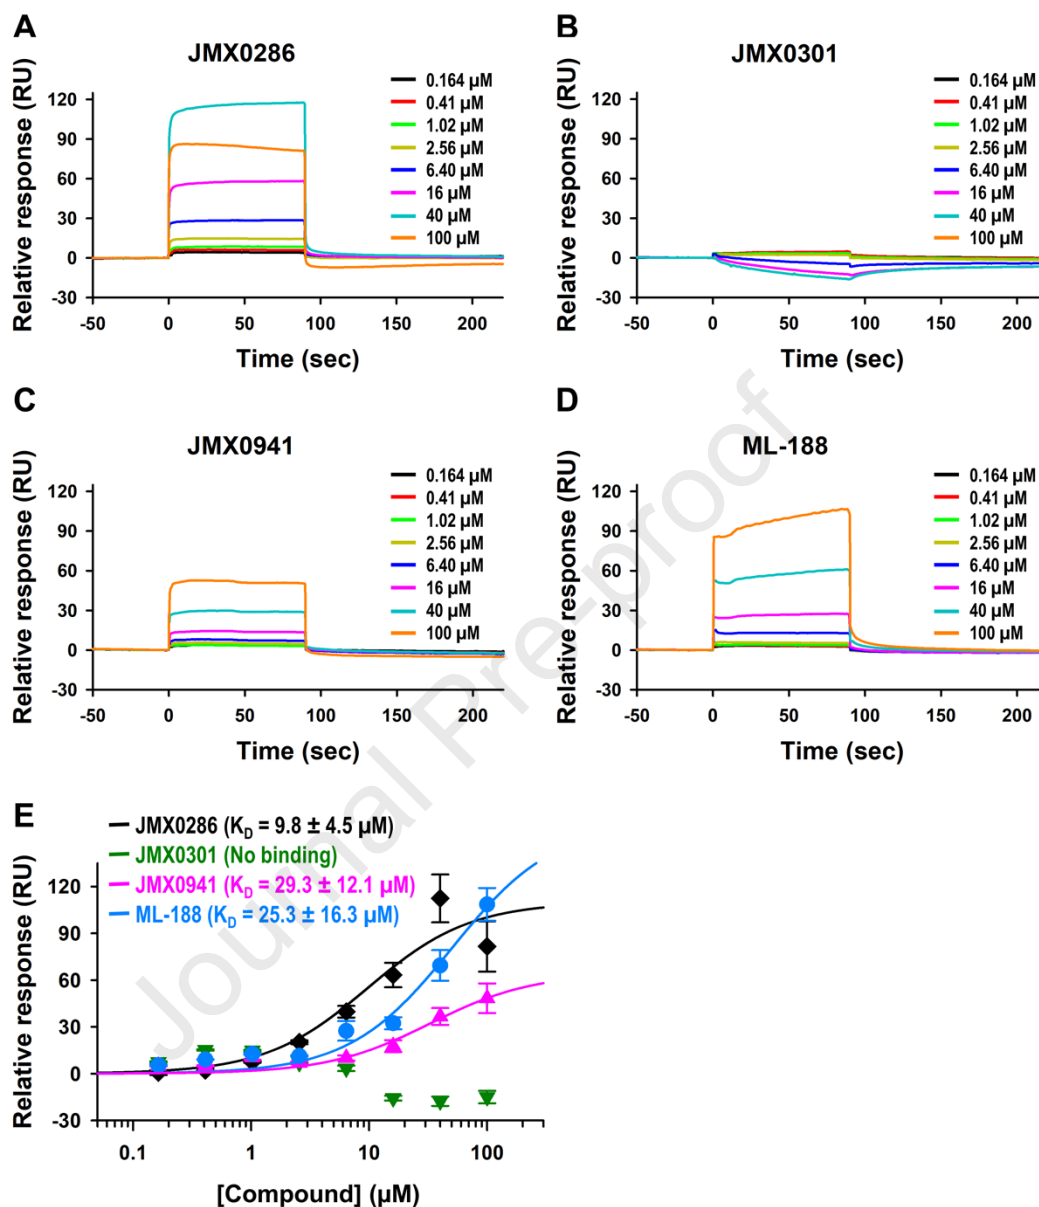 A
JMX0286
Relative response (RU)
120
90
60
30
0
-30
-50
0
50
100
150
200
Time (sec)
0.164 µM
0.41 µM
1.02 µM
2.56 µM
6.40 µM
16 µM
40 µM
100 µM
B
JMX0301
Relative response (RU)
120
90
60
30
0
-30
-50
0
50
100
150
200
Time (sec)
0.164 µM
0.41 µM
1.02 µM
2.56 µM
6.40 µM
16 µM
40 µM
100 µM
C
JMX0941
Relative response (RU)
120
90
60
30
0
-30
-50
0
50
100
150
200
Time (sec)
0.164 µM
0.41 µM
1.02 µM
2.56 µM
6.40 µM
16 µM
40 µM
100 µM
D
ML-188
Relative response (RU)
120
90
60
30
0
-30
-50
0
50
100
150
200
Time (sec)
0.164 µM
0.41 µM
1.02 µM
2.56 µM
6.40 µM
16 µM
40 µM
100 µM
E
JMX0286 (K_D = 9.8 ± 4.5 µM)
JMX0301 (No binding)
JMX0941 (K_D = 29.3 ± 12.1 µM)
ML-188 (K_D = 25.3 ± 16.3 µM)
Relative response (RU)
120
90
60
30
0
-30
0.1
1
10
100
[Compound] (µM)
Journal Pre-proof